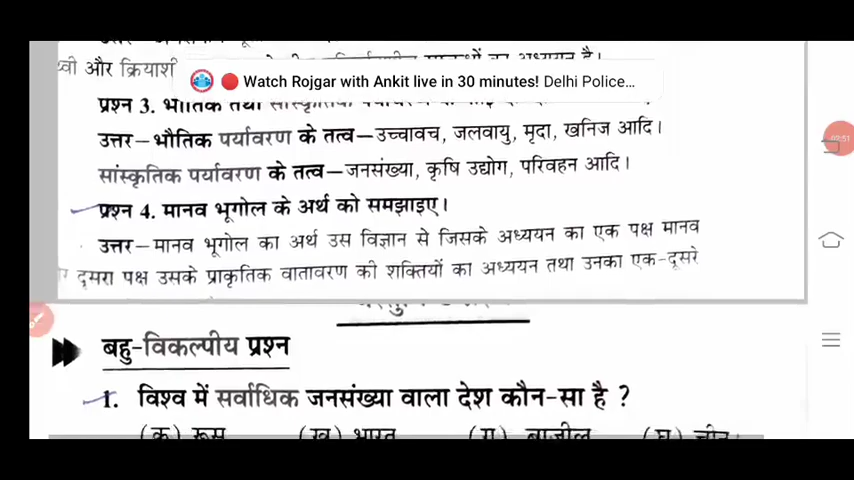 थ्वी और क्रियाशी
Watch Rojgar with Ankit live in 30 minutes! Delhi Police...
प्रश्न 3. भौतिक तथा सांस्कृतिक
उत्तर – भौतिक पर्यावरण के तत्व – उच्चावच, जलवायु, मृदा, खनिज आदि।
सांस्कृतिक पर्यावरण के तत्व – जनसंख्या, कृषि उद्योग, परिवहन आदि।
प्रश्न 4. मानव भूगोल के अर्थ को समझाइए।
उत्तर – मानव भूगोल का अर्थ उस विज्ञान से जिसके अध्ययन का एक पक्ष मानव
दूसरा पक्ष उसके प्राकृतिक वातावरण की शक्तियों का अध्ययन तथा उनका एक-दूसरे
बहु-विकल्पीय प्रश्न
1. विश्व में सर्वाधिक जनसंख्या वाला देश कौन-सा है ?
(क) रूस (ख) भारत (ग) ब्राजील (घ) चीन।
02:51